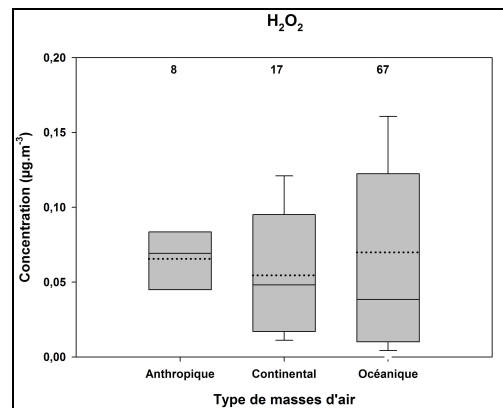 H₂O₂
Concentration (µg.m⁻³)
0,20
0,15
0,10
0,05
0,00
8 17 67
Anthropique Continental Océanique
Type de masses d'air